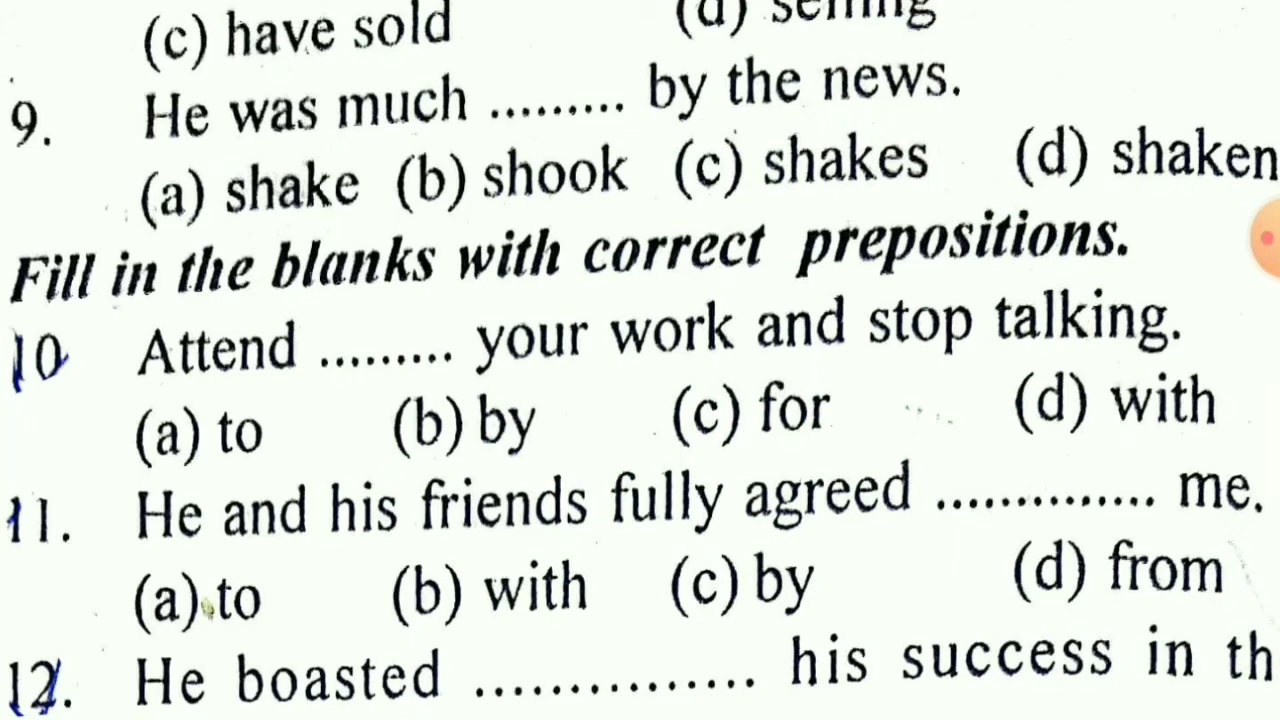 (c) have sold (d) selling
9. He was much ......... by the news.
(a) shake (b) shook (c) shakes (d) shaken
Fill in the blanks with correct prepositions.
10 Attend ......... your work and stop talking.
(a) to (b) by (c) for (d) with
11. He and his friends fully agreed .............. me.
(a) to (b) with (c) by (d) from
12. He boasted ............... his success in